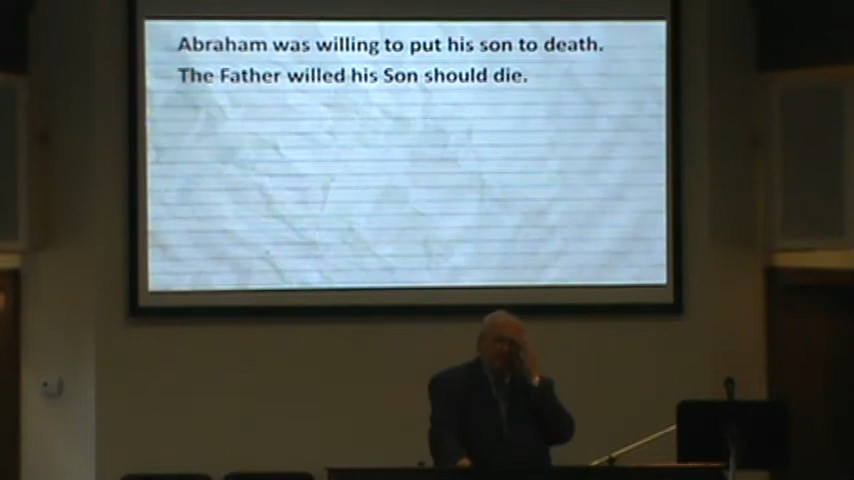 Abraham was willing to put his son to death.
The Father willed his Son should die.